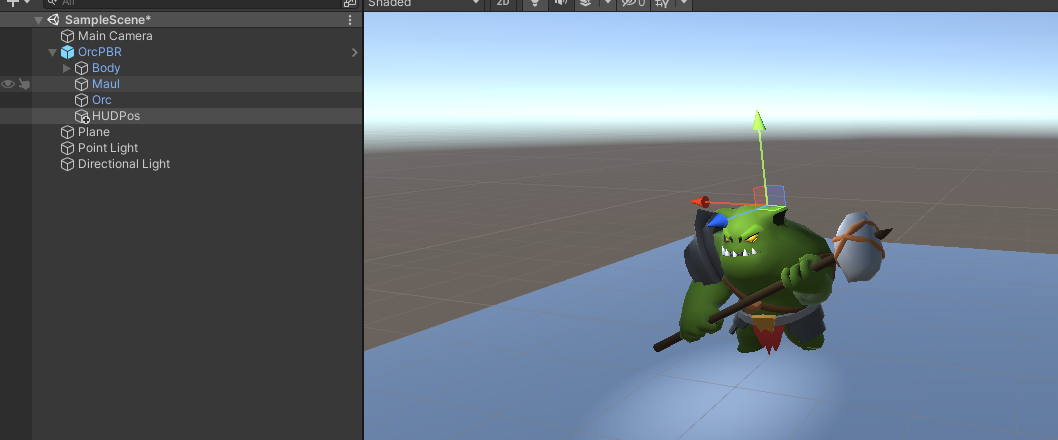 All
Shaded
2D
0
SampleScene*
Main Camera
OrcPBR
Body
Maul
Orc
HUDPos
Plane
Point Light
Directional Light